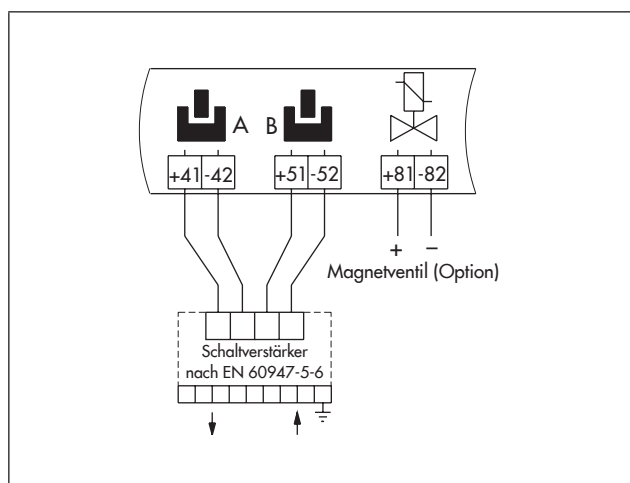 A B
+41 -42 +51 -52 +81 -82
+ −
Magnetventil (Option)
Schaltverstärker
nach EN 60947-5-6